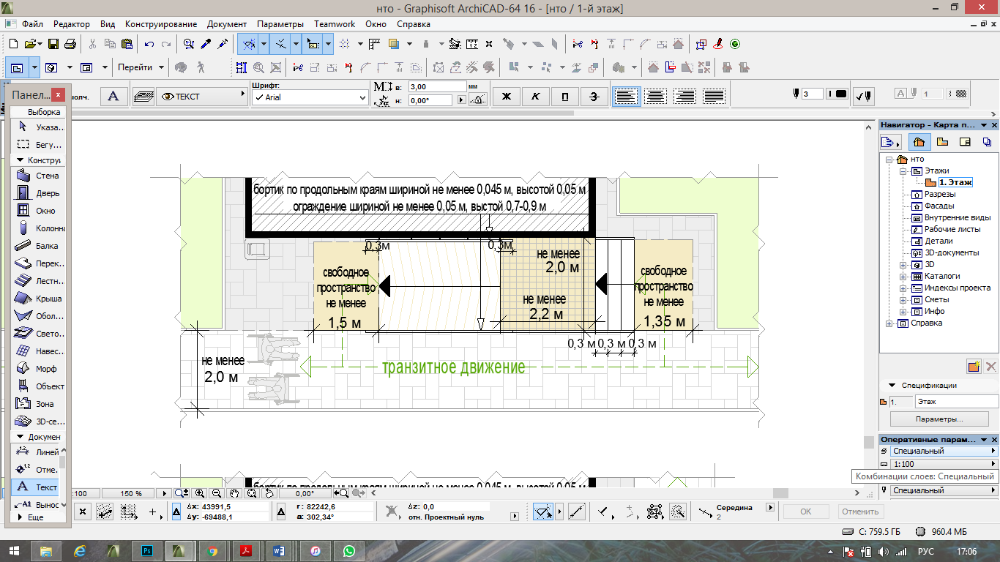 нто - Graphisoft ArchiCAD-64 16 - [нто / 1-й этаж]
Файл Редактор Вид Конструирование Документ Параметры Teamwork Окно Справка
Перейти
Панел...
молч.
ТЕКСТ
Шрифт:
Arial
в: 3,00 мм
н: 0,00°
Ж К П З
3
1
Выборка
Указа...
Бегу...
Констру
Стена
Дверь
Окно
Колонн
Балка
Перек...
Лестн...
Крыша
Обол...
Свето...
Навес...
Морф
Объект
Зона
3D-се...
Докумен
Линей
Отме.
Текст
Вынос
Еще
бортик по продольным краям шириной не менее 0,045 м, высотой 0,05 м
ограждение шириной не менее 0,05 м, выстой 0,7-0,9 м
0,3м
0,3м
свободное
пространство
не менее
1,5 м
не менее
2,0 м
не менее
2,2 м
свободное
пространство
не менее
1,35 м
0,3 м 0,3 м 0,3 м
не менее
2,0 м
транзитное движение
бортик по продольным краям шириной не менее 0,045 м, высотой 0,05 м
Навигатор - Карта п...
нто
Этажи
1. Этаж
Разрезы
Фасады
Внутренние виды
Рабочие листы
Детали
3D-документы
3D
Каталоги
Индексы проекта
Сметы
Инфо
Справка
Спецификации
1. Этаж
Параметры...
Оперативные парам...
Специальный
1:100
Комбинации слоев: Специальный
Специальный
:100
150 %
0,00°
Δx: 43991,5
Δy: -69488,1
r: 82242,6
a: 302,34°
Δz: 0,0
отн. Проектный нуль
Середина
2
ОК
Отменить
C: 759.5 ГБ
960.4 МБ
РУС
17:06